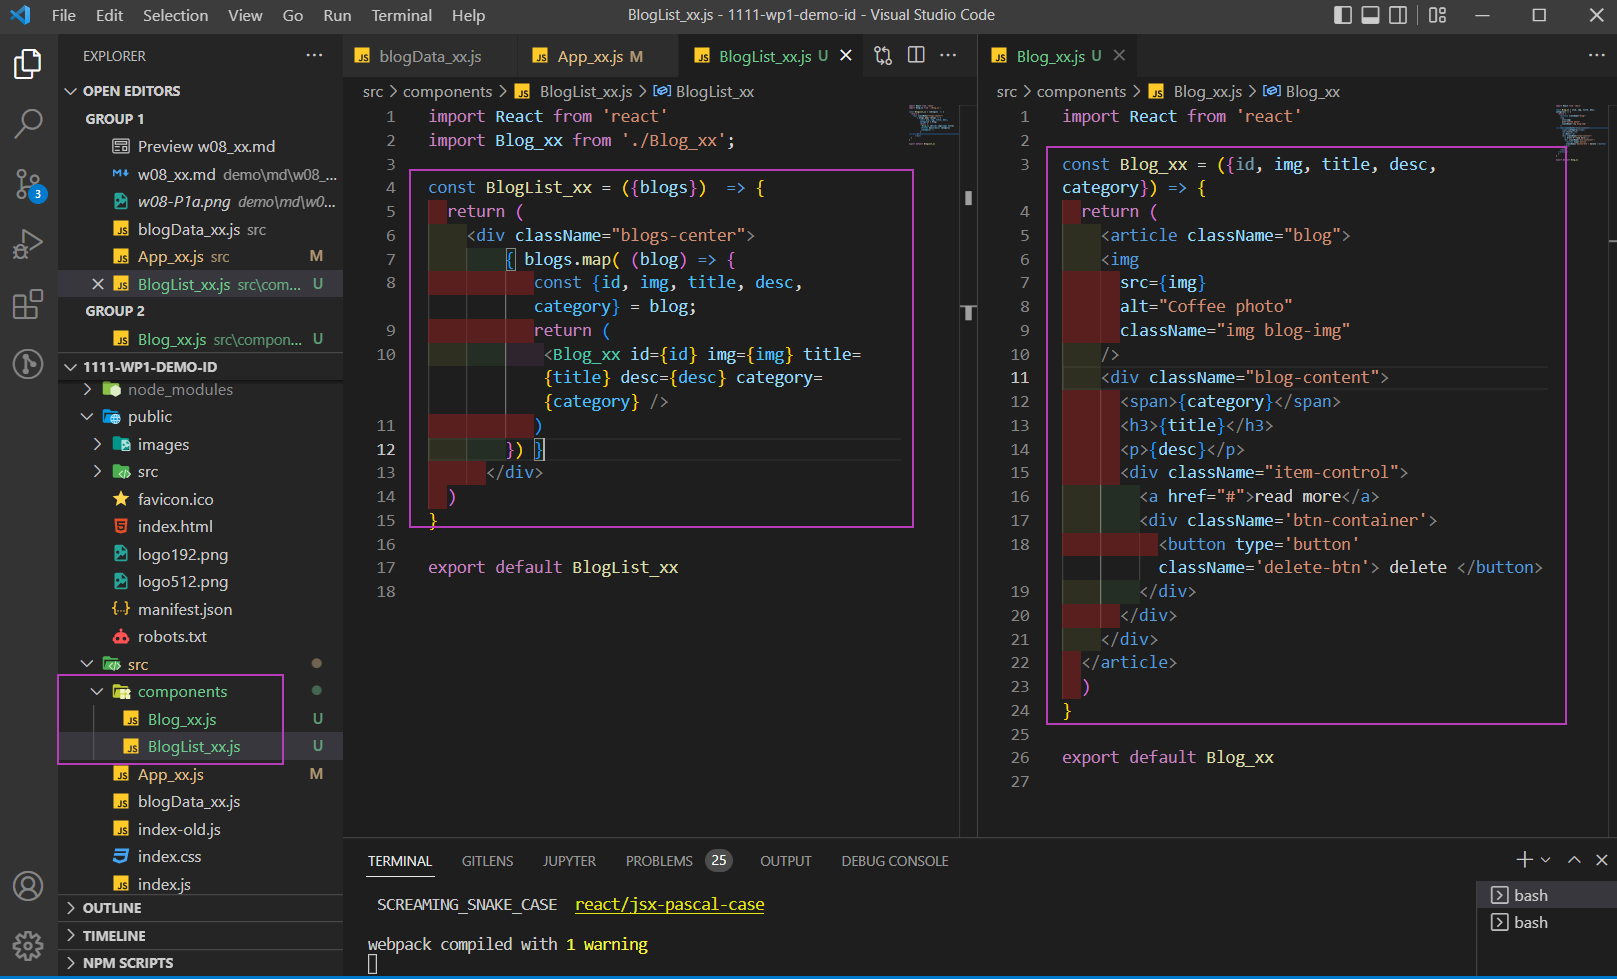 File Edit Selection View Go Run Terminal Help
BlogList_xx.js - 1111-wp1-demo-id - Visual Studio Code
EXPLORER
OPEN EDITORS
GROUP 1
Preview w08_xx.md
w08_xx.md demo\md\w08_...
w08-P1a.png demo\md\w0...
blogData_xx.js src
App_xx.js src M
BlogList_xx.js src\com... U
GROUP 2
Blog_xx.js src\compon... U
1111-WP1-DEMO-ID
node_modules
public
images
src
favicon.ico
index.html
logo192.png
logo512.png
manifest.json
robots.txt
src
components
Blog_xx.js U
BlogList_xx.js U
App_xx.js M
blogData_xx.js
index-old.js
index.css
index.js
OUTLINE
TIMELINE
NPM SCRIPTS
3
blogData_xx.js
App_xx.js M
BlogList_xx.js U
src > components > BlogList_xx.js > BlogList_xx
1 import React from 'react'
2 import Blog_xx from './Blog_xx';
3
4 const BlogList_xx = ({blogs}) => {
5 return (
6 <div className="blogs-center">
7 { blogs.map( (blog) => {
8 const {id, img, title, desc,
category} = blog;
9 return (
10 <Blog_xx id={id} img={img} title=
{title} desc={desc} category=
{category} />
11 )
12 }) }
13 </div>
14 )
15 }
16
17 export default BlogList_xx
18
Blog_xx.js U
src > components > Blog_xx.js > Blog_xx
1 import React from 'react'
2
3 const Blog_xx = ({id, img, title, desc,
category}) => {
4 return (
5 <article className="blog">
6 <img
7 src={img}
8 alt="Coffee photo"
9 className="img blog-img"
10 />
11 <div className="blog-content">
12 <span>{category}</span>
13 <h3>{title}</h3>
14 <p>{desc}</p>
15 <div className="item-control">
16 <a href="#">read more</a>
17 <div className='btn-container'>
18 <button type='button'
className='delete-btn'> delete </button>
19 </div>
20 </div>
21 </div>
22 </article>
23 )
24 }
25
26 export default Blog_xx
27
TERMINAL GITLENS JUPYTER PROBLEMS 25 OUTPUT DEBUG CONSOLE
SCREAMING_SNAKE_CASE react/jsx-pascal-case
webpack compiled with 1 warning
bash
bash